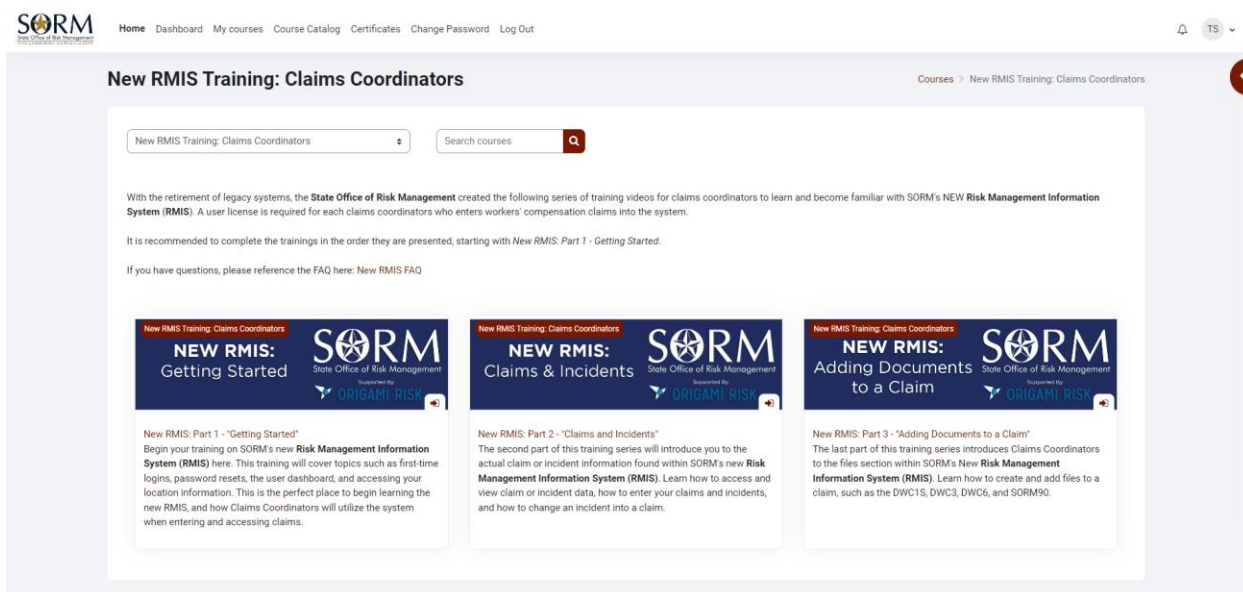 SORM
State Office of Risk Management
Home Dashboard My courses Course Catalog Certificates Change Password Log Out
TS
New RMIS Training: Claims Coordinators
Courses > New RMIS Training: Claims Coordinators
New RMIS Training: Claims Coordinators
Search courses
With the retirement of legacy systems, the State Office of Risk Management created the following series of training videos for claims coordinators to learn and become familiar with SORM's NEW Risk Management Information
System (RMIS). A user license is required for each claims coordinators who enters workers' compensation claims into the system.
It is recommended to complete the trainings in the order they are presented, starting with New RMIS: Part 1 - Getting Started.
If you have questions, please reference the FAQ here: New RMIS FAQ
New RMIS Training: Claims Coordinators
NEW RMIS:
Getting Started
SORM
State Office of Risk Management
Supported By
ORIGAMI RISK
New RMIS: Part 1 - "Getting Started"
Begin your training on SORM's new Risk Management Information
System (RMIS) here. This training will cover topics such as first-time
logins, password resets, the user dashboard, and accessing your
location information. This is the perfect place to begin learning the
new RMIS, and how Claims Coordinators will utilize the system
when entering and accessing claims.
New RMIS Training: Claims Coordinators
NEW RMIS:
Claims & Incidents
SORM
State Office of Risk Management
Supported By
ORIGAMI RISK
New RMIS: Part 2 - "Claims and Incidents"
The second part of this training series will introduce you to the
actual claim or incident information found within SORM's new Risk
Management Information System (RMIS). Learn how to access and
view claim or incident data, how to enter your claims and incidents,
and how to change an incident into a claim.
New RMIS Training: Claims Coordinators
NEW RMIS:
Adding Documents
to a Claim
SORM
State Office of Risk Management
Supported By
ORIGAMI RISK
New RMIS: Part 3 - "Adding Documents to a Claim"
The last part of this training series introduces Claims Coordinators
to the files section within SORM's New Risk Management
Information System (RMIS). Learn how to create and add files to a
claim, such as the DWC1S, DWC3, DWC6, and SORM90.